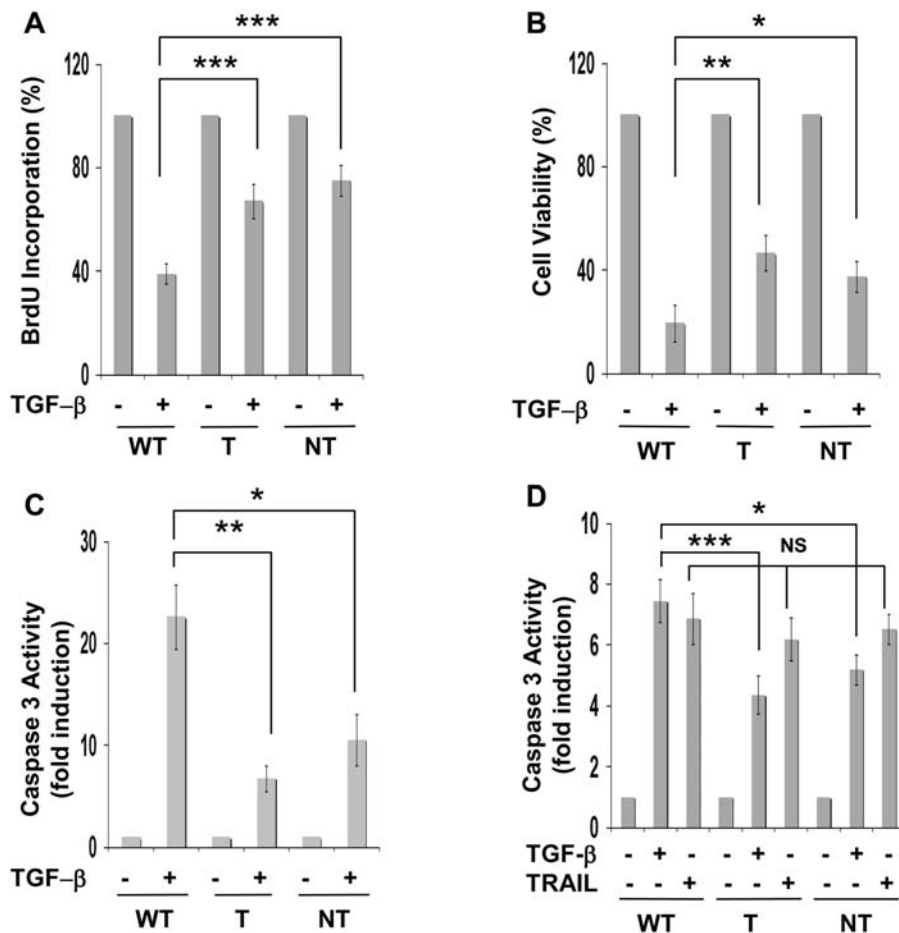 A
BrdU Incorporation (%)
120
80
40
0
***
***
TGF–β - + - + - +
WT T NT
B
Cell Viability (%)
120
80
40
0
*
**
TGF–β - + - + - +
WT T NT
C
Caspase 3 Activity
(fold induction)
30
20
10
0
*
**
TGF–β - + - + - +
WT T NT
D
Caspase 3 Activity
(fold induction)
10
8
6
4
2
0
*
***
NS
TGF-β - + - - + - - + -
TRAIL - - + - - + - - +
WT T NT